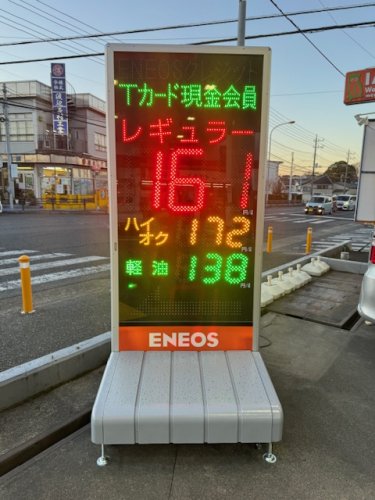 ENEOS
Tカード現金会員
レギュラー
161
円/ℓ
ハイオク
172
円/ℓ
軽油
138
円/ℓ
ENEOS